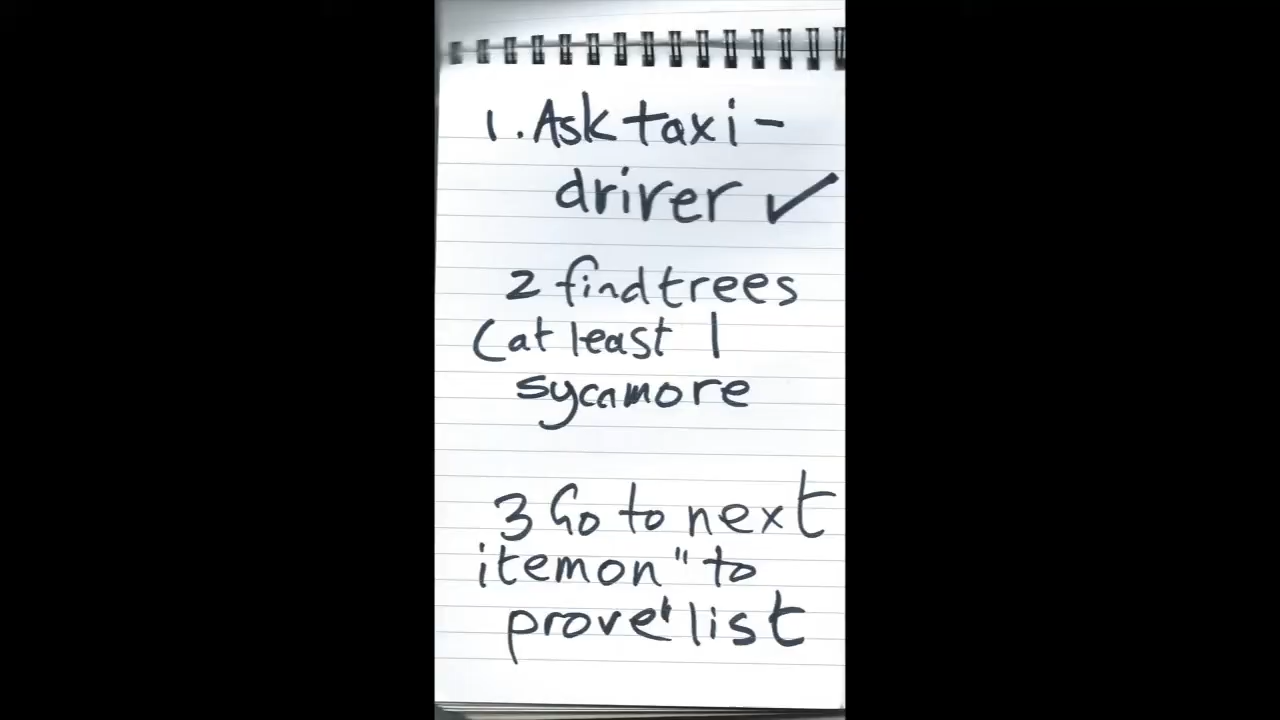 1. Ask taxi-
driver ✓
2 find trees
(at least 1
sycamore
3 Go to next
item on "to
prove" list